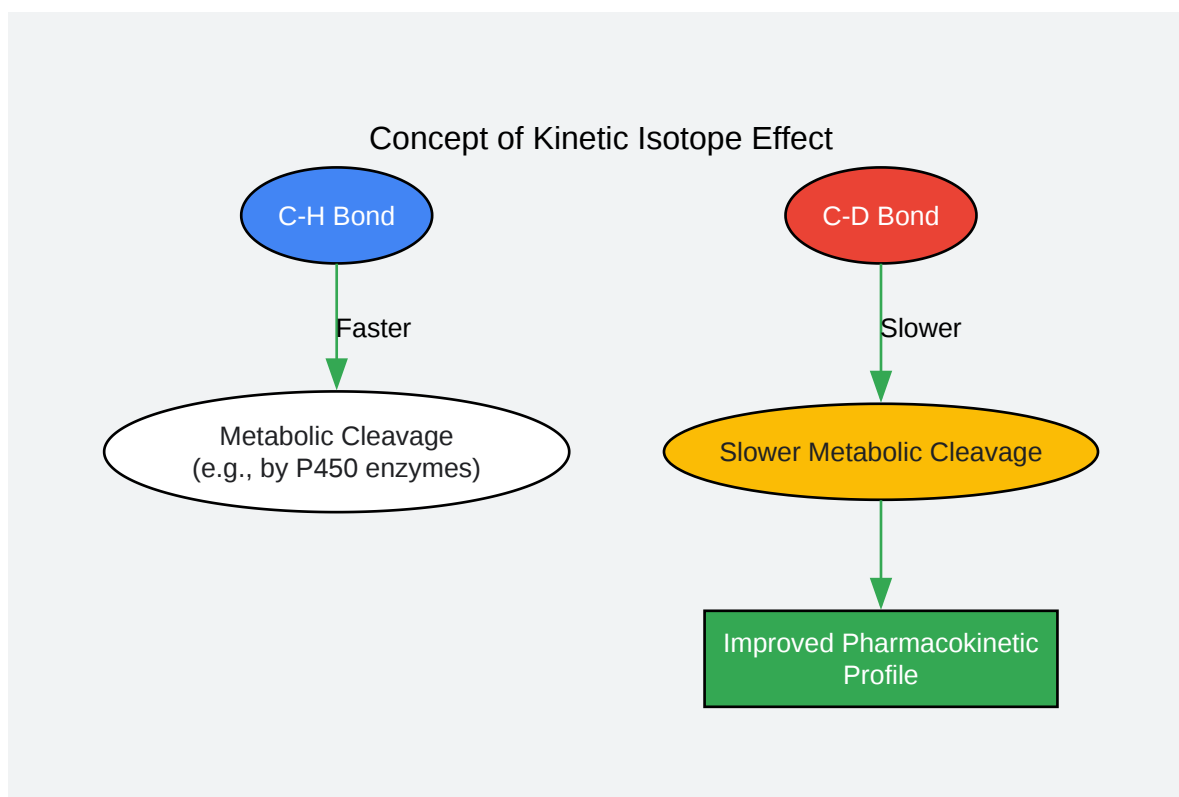 Concept of Kinetic Isotope Effect
C-H Bond
C-D Bond
Faster
Slower
Metabolic Cleavage
(e.g., by P450 enzymes)
Slower Metabolic Cleavage
Improved Pharmacokinetic
Profile